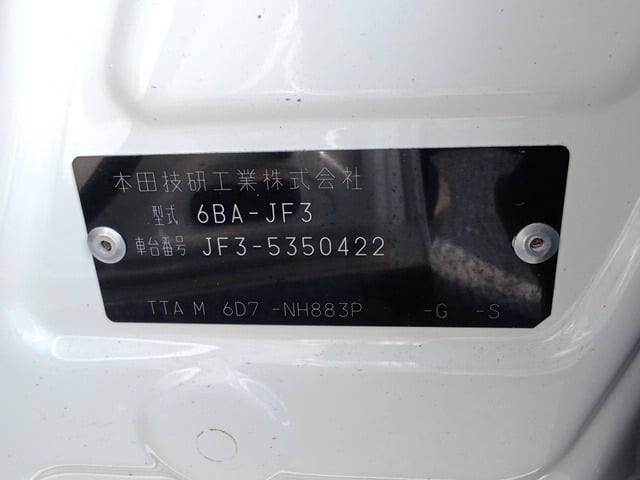 本田技研工業株式会社
型式 6BA-JF3
車台番号 JF3-5350422
TTA M 6D7 -NH883P -G -S